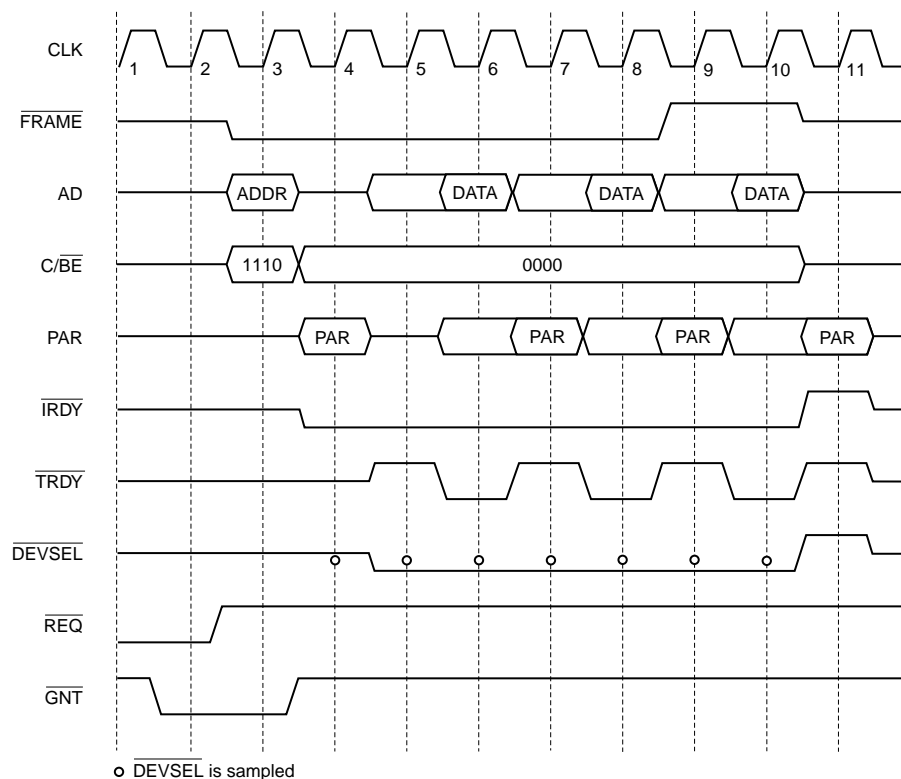 CLK 1 2 3 4 5 6 7 8 9 10 11
FRAME
AD ADDR DATA DATA DATA
C/BE 1110 0000
PAR PAR PAR PAR PAR
IRDY
TRDY
DEVSEL
REQ
GNT
DEVSEL is sampled